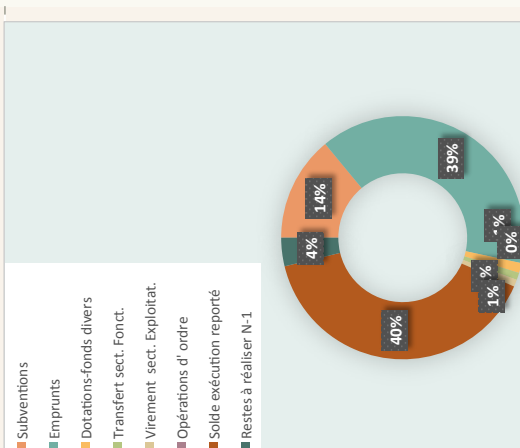 Subventions
Emprunts
Dotations-fonds divers
Transfert sect. Fonct.
Virement sect. Exploitat.
Opérations d' ordre
Solde exécution reporté
Restes à réaliser N-1
14%
39%
0%
1%
40%
4%